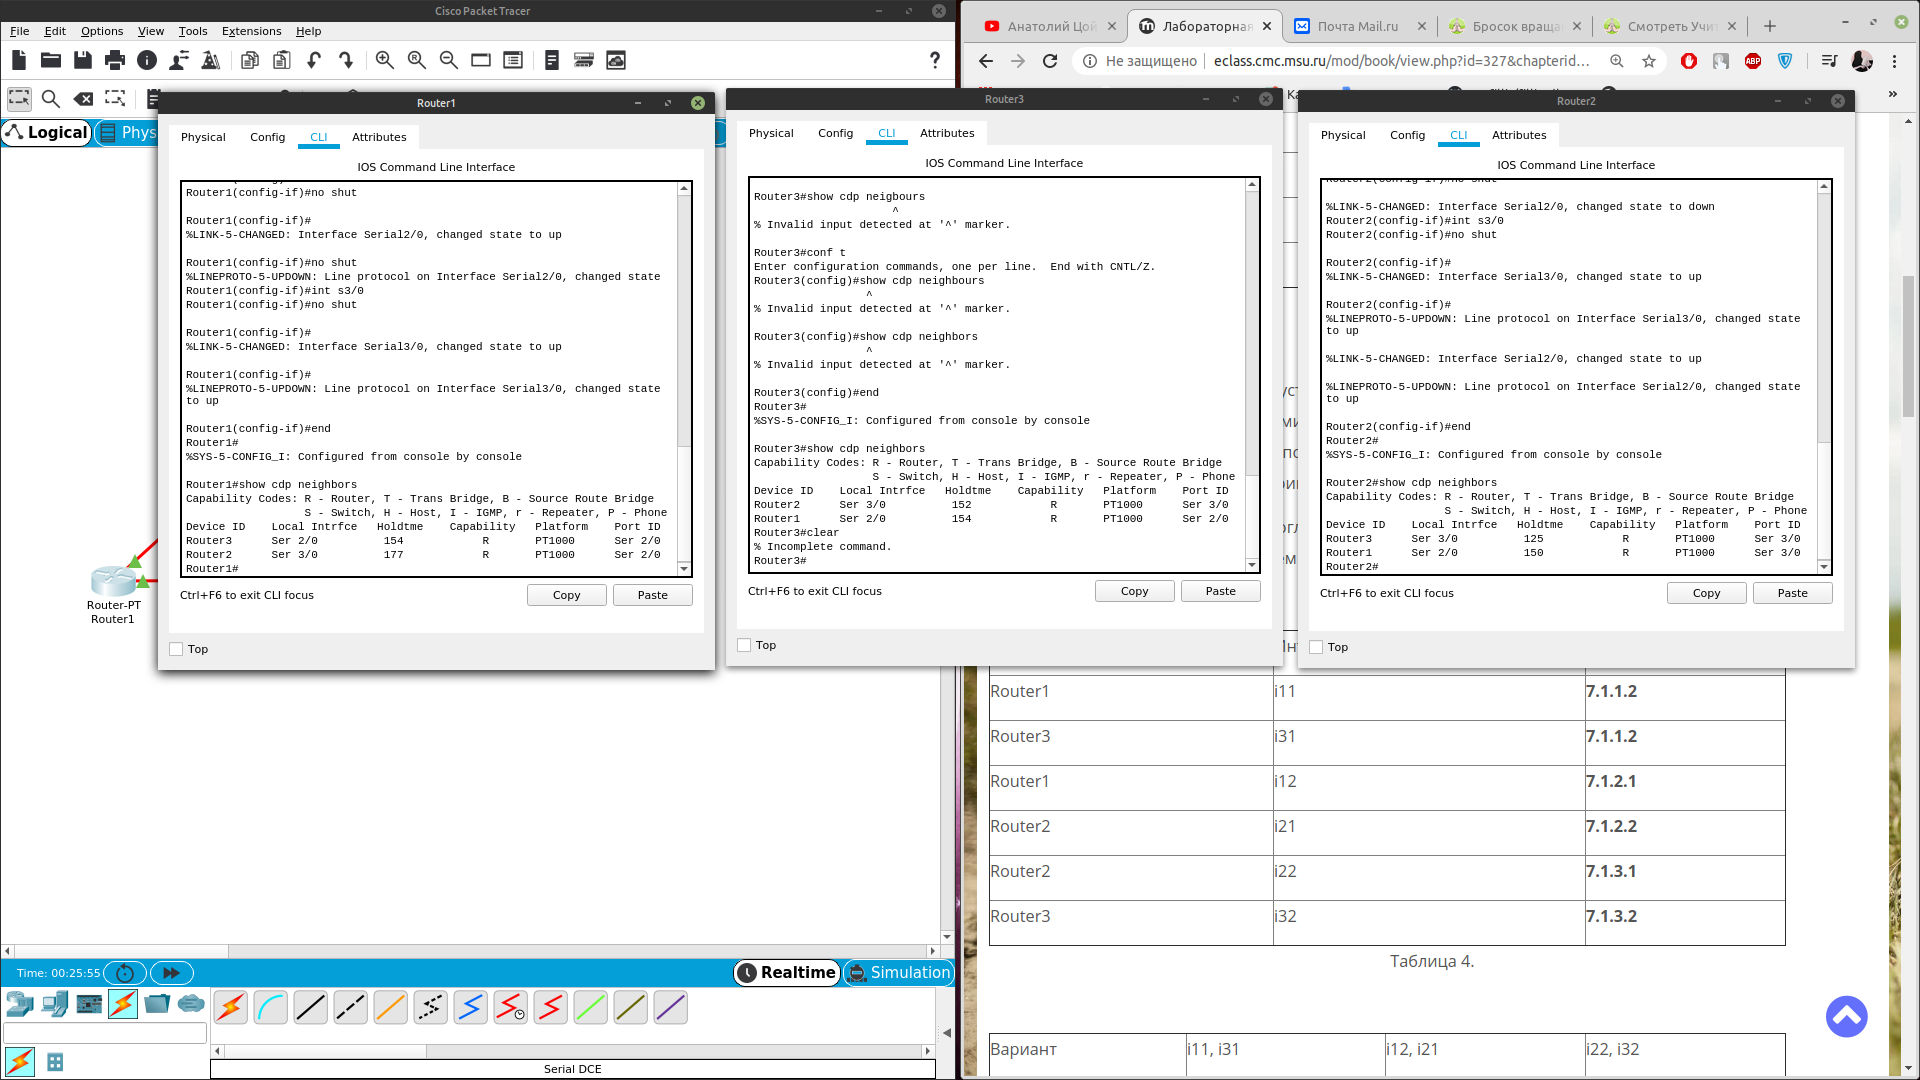 Cisco Packet Tracer
File Edit Options View Tools Extensions Help
Logical
Phys
Router-PT
Router1
Router1
Physical Config CLI Attributes
IOS Command Line Interface
Router1(config-if)#no shut
Router1(config-if)#
%LINK-5-CHANGED: Interface Serial2/0, changed state to up
Router1(config-if)#no shut
%LINEPROTO-5-UPDOWN: Line protocol on Interface Serial2/0, changed state
Router1(config-if)#int s3/0
Router1(config-if)#no shut
Router1(config-if)#
%LINK-5-CHANGED: Interface Serial3/0, changed state to up
Router1(config-if)#
%LINEPROTO-5-UPDOWN: Line protocol on Interface Serial3/0, changed state
to up
Router1(config-if)#end
Router1#
%SYS-5-CONFIG_I: Configured from console by console
Router1#show cdp neighbors
Capability Codes: R - Router, T - Trans Bridge, B - Source Route Bridge
S - Switch, H - Host, I - IGMP, r - Repeater, P - Phone
Device ID Local Intrfce Holdtme Capability Platform Port ID
Router3 Ser 2/0 154 R PT1000 Ser 2/0
Router2 Ser 3/0 177 R PT1000 Ser 2/0
Router1#
Ctrl+F6 to exit CLI focus
Copy Paste
Top
Router3
Physical Config CLI Attributes
IOS Command Line Interface
Router3#show cdp neigbours
^
% Invalid input detected at '^' marker.
Router3#conf t
Enter configuration commands, one per line. End with CNTL/Z.
Router3(config)#show cdp neighbours
^
% Invalid input detected at '^' marker.
Router3(config)#show cdp neighbors
^
% Invalid input detected at '^' marker.
Router3(config)#end
Router3#
%SYS-5-CONFIG_I: Configured from console by console
Router3#show cdp neighbors
Capability Codes: R - Router, T - Trans Bridge, B - Source Route Bridge
S - Switch, H - Host, I - IGMP, r - Repeater, P - Phone
Device ID Local Intrfce Holdtme Capability Platform Port ID
Router2 Ser 3/0 152 R PT1000 Ser 3/0
Router1 Ser 2/0 154 R PT1000 Ser 2/0
Router3#clear
% Incomplete command.
Router3#
Ctrl+F6 to exit CLI focus
Copy Paste
Top
Router2
Physical Config CLI Attributes
IOS Command Line Interface
Router2(config-if)#no shut
%LINK-5-CHANGED: Interface Serial2/0, changed state to down
Router2(config-if)#int s3/0
Router2(config-if)#no shut
Router2(config-if)#
%LINK-5-CHANGED: Interface Serial3/0, changed state to up
Router2(config-if)#
%LINEPROTO-5-UPDOWN: Line protocol on Interface Serial3/0, changed state
to up
%LINK-5-CHANGED: Interface Serial2/0, changed state to up
%LINEPROTO-5-UPDOWN: Line protocol on Interface Serial2/0, changed state
to up
Router2(config-if)#end
Router2#
%SYS-5-CONFIG_I: Configured from console by console
Router2#show cdp neighbors
Capability Codes: R - Router, T - Trans Bridge, B - Source Route Bridge
S - Switch, H - Host, I - IGMP, r - Repeater, P - Phone
Device ID Local Intrfce Holdtme Capability Platform Port ID
Router3 Ser 3/0 125 R PT1000 Ser 3/0
Router1 Ser 2/0 150 R PT1000 Ser 3/0
Router2#
Ctrl+F6 to exit CLI focus
Copy Paste
Top
Time: 00:25:55
Realtime
Simulation
Serial DCE
Анатолий Цой
Лабораторная
Почта Mail.ru
Бросок враща
Смотреть Учит
Не защищено | eclass.cmc.msu.ru/mod/book/view.php?id=327&chapterid...
Router1 i11 7.1.1.2
Router3 i31 7.1.1.2
Router1 i12 7.1.2.1
Router2 i21 7.1.2.2
Router2 i22 7.1.3.1
Router3 i32 7.1.3.2
Таблица 4.
Вариант i11, i31 i12, i21 i22, i32